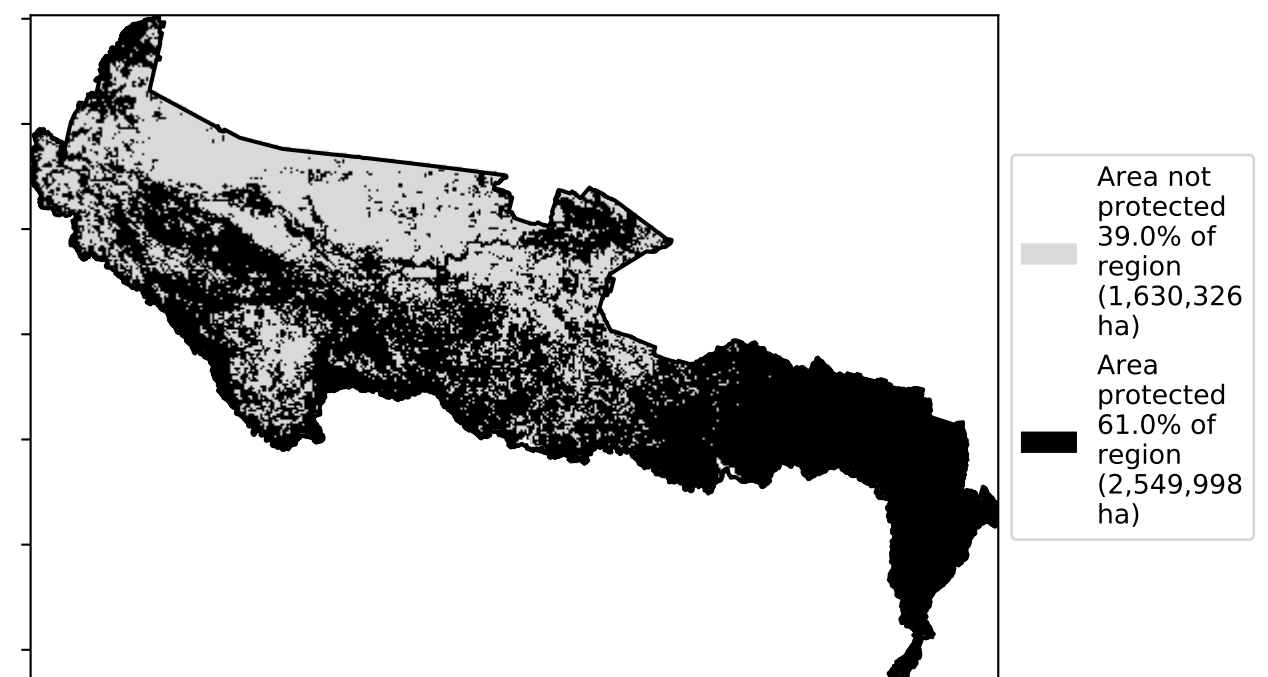 Area not
protected
39.0% of
region
(1,630,326
ha)
Area
protected
61.0% of
region
(2,549,998
ha)